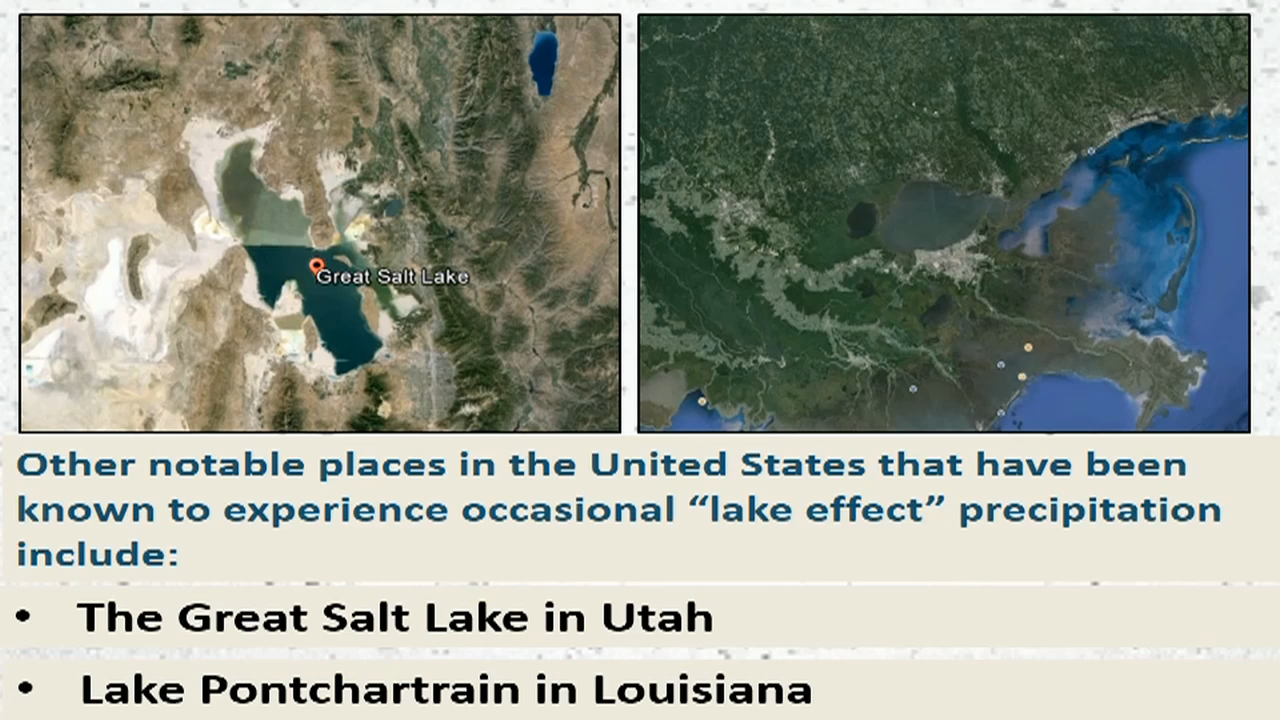 Great Salt Lake
Other notable places in the United States that have been
known to experience occasional “lake effect” precipitation
include:
• The Great Salt Lake in Utah
• Lake Pontchartrain in Louisiana